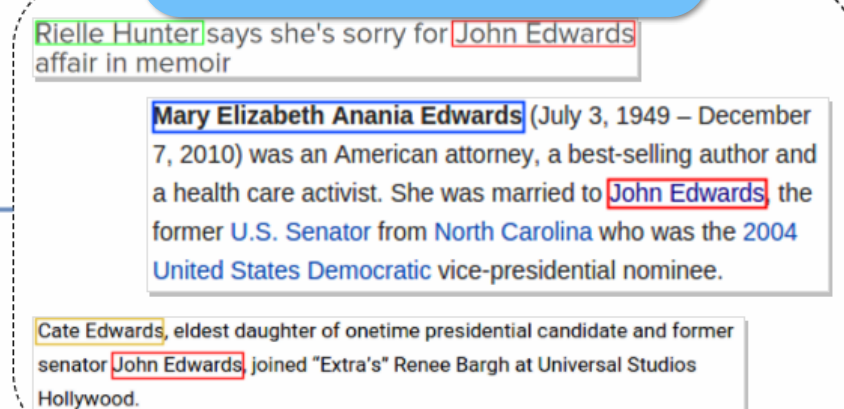 Rielle Hunter says she's sorry for John Edwards
affair in memoir
Mary Elizabeth Anania Edwards (July 3, 1949 – December
7, 2010) was an American attorney, a best-selling author and
a health care activist. She was married to John Edwards, the
former U.S. Senator from North Carolina who was the 2004
United States Democratic vice-presidential nominee.
Cate Edwards, eldest daughter of onetime presidential candidate and former
senator John Edwards, joined “Extra's” Renee Bargh at Universal Studios
Hollywood.